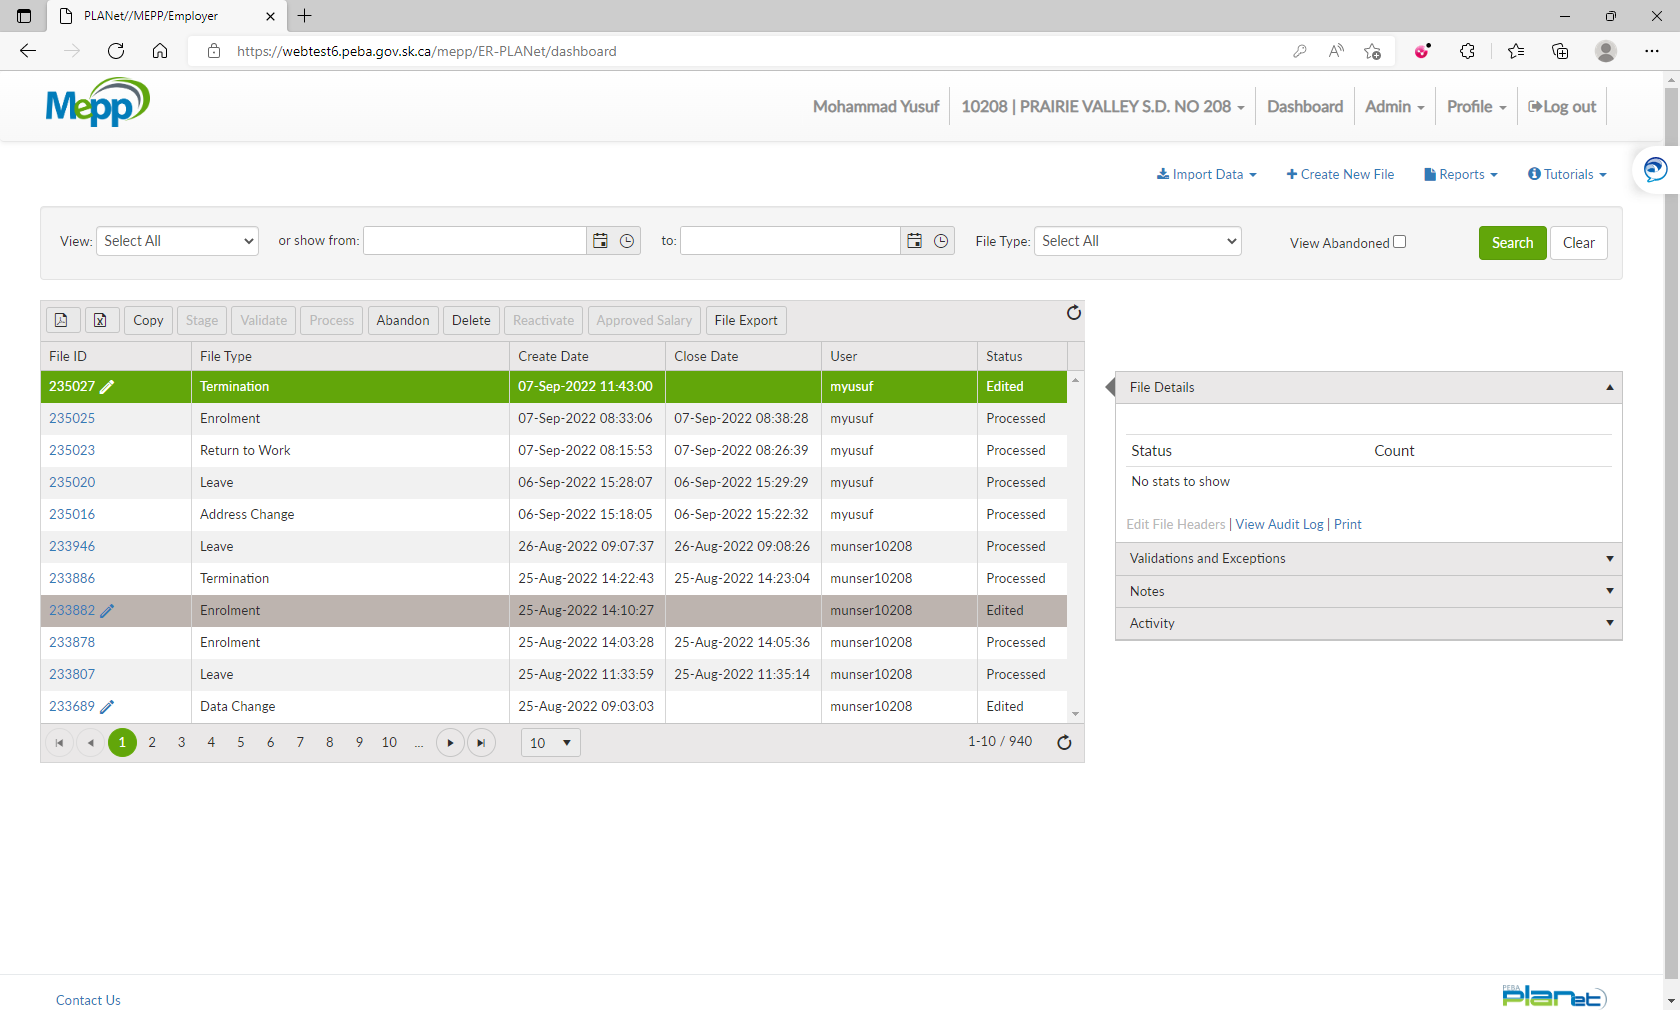 PLANet//MEPP/Employer
https://webtest6.peba.gov.sk.ca/mepp/ER-PLANet/dashboard
Mepp
Mohammad Yusuf 10208 | PRAIRIE VALLEY S.D. NO 208 Dashboard Admin Profile Log out
Import Data Create New File Reports Tutorials
View: Select All or show from: to: File Type: Select All View Abandoned Search Clear
Copy Stage Validate Process Abandon Delete Reactivate Approved Salary File Export
File ID File Type Create Date Close Date User Status
235027 Termination 07-Sep-2022 11:43:00 myusuf Edited
235025 Enrolment 07-Sep-2022 08:33:06 07-Sep-2022 08:38:28 myusuf Processed
235023 Return to Work 07-Sep-2022 08:15:53 07-Sep-2022 08:26:39 myusuf Processed
235020 Leave 06-Sep-2022 15:28:07 06-Sep-2022 15:29:29 myusuf Processed
235016 Address Change 06-Sep-2022 15:18:05 06-Sep-2022 15:22:32 myusuf Processed
233946 Leave 26-Aug-2022 09:07:37 26-Aug-2022 09:08:26 munser10208 Processed
233886 Termination 25-Aug-2022 14:22:43 25-Aug-2022 14:23:04 munser10208 Processed
233882 Enrolment 25-Aug-2022 14:10:27 munser10208 Edited
233878 Enrolment 25-Aug-2022 14:03:28 25-Aug-2022 14:05:36 munser10208 Processed
233807 Leave 25-Aug-2022 11:33:59 25-Aug-2022 11:35:14 munser10208 Processed
233689 Data Change 25-Aug-2022 09:03:03 munser10208 Edited
1 2 3 4 5 6 7 8 9 10 ... 10 1-10 / 940
File Details
Status Count
No stats to show
Edit File Headers | View Audit Log | Print
Validations and Exceptions
Notes
Activity
Contact Us
PEBA
planet